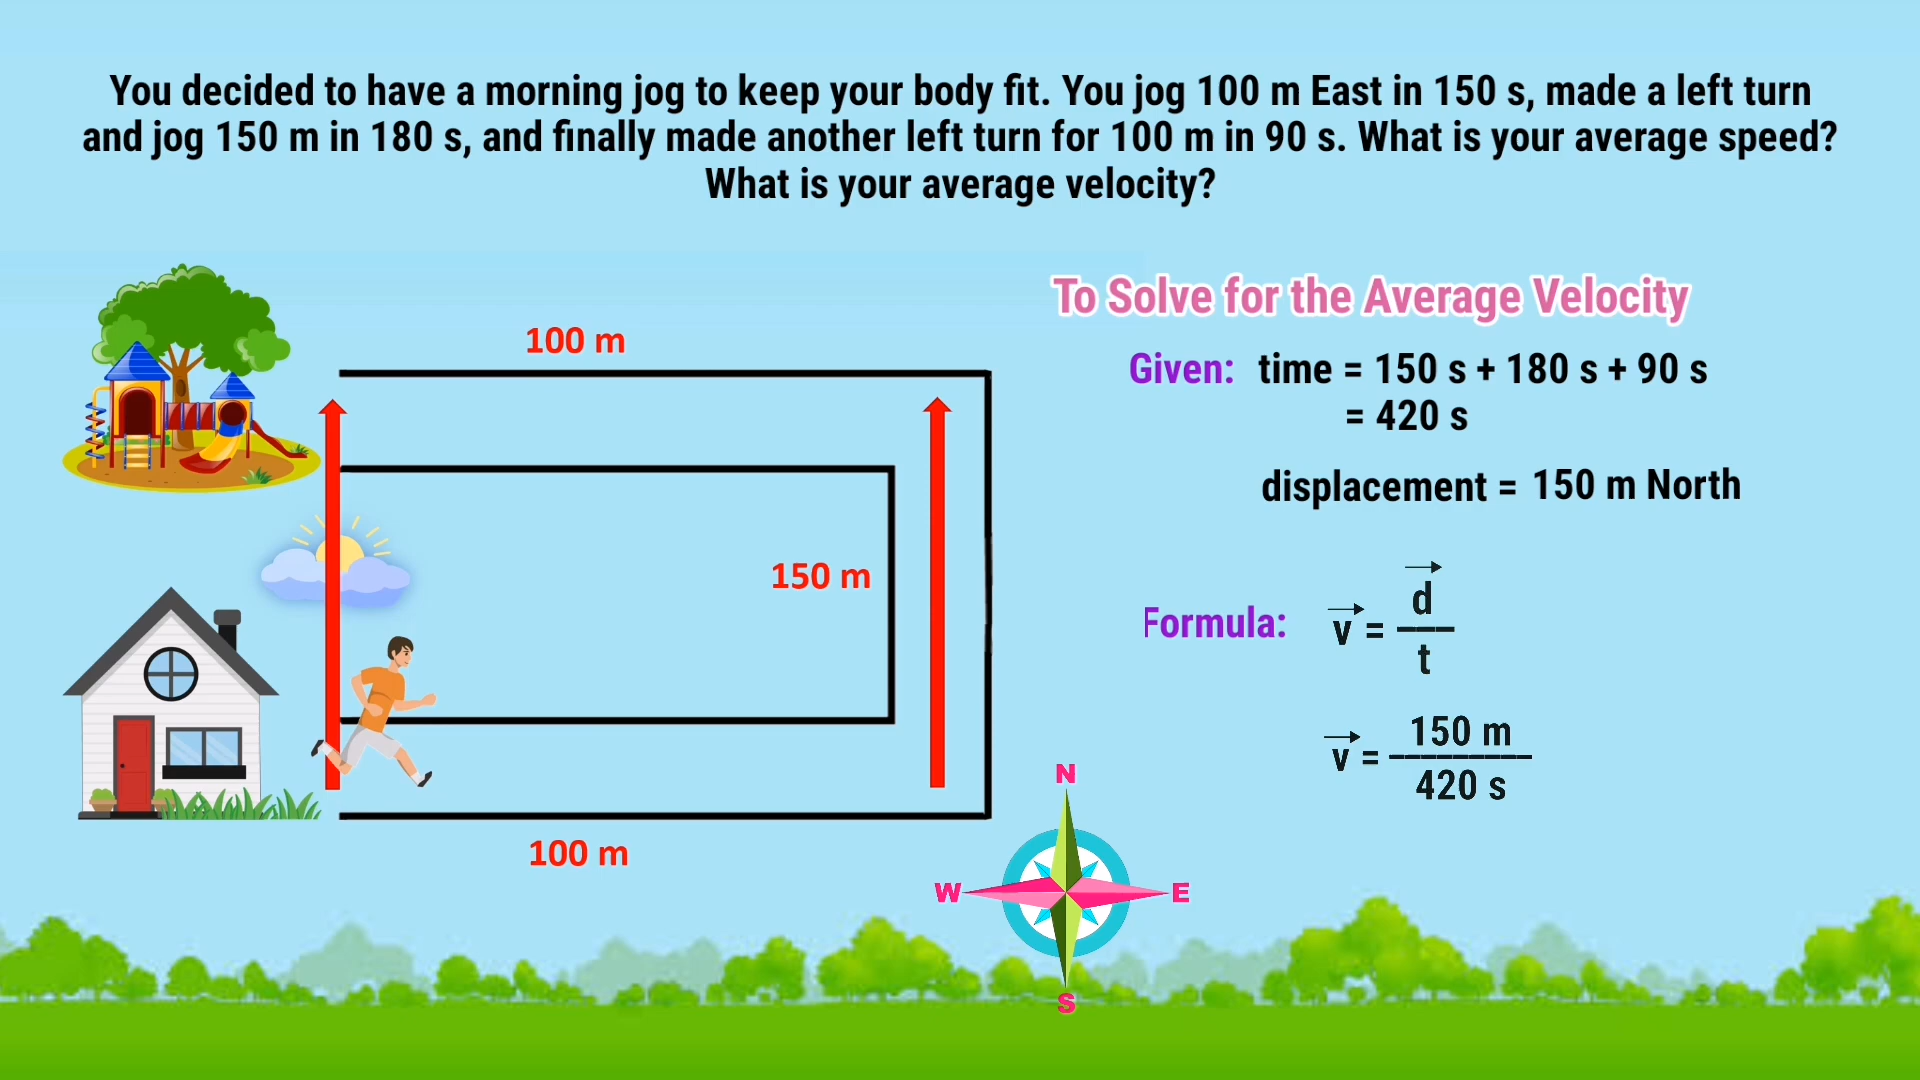 You decided to have a morning jog to keep your body fit. You jog 100 m East in 150 s, made a left turn
and jog 150 m in 180 s, and finally made another left turn for 100 m in 90 s. What is your average speed?
What is your average velocity?
To Solve for the Average Velocity
100 m
Given: time = 150 s + 180 s + 90 s
= 420 s
displacement = 150 m North
150 m
Formula: v = d
t
v = 150 m
420 s
100 m
N
W E
S